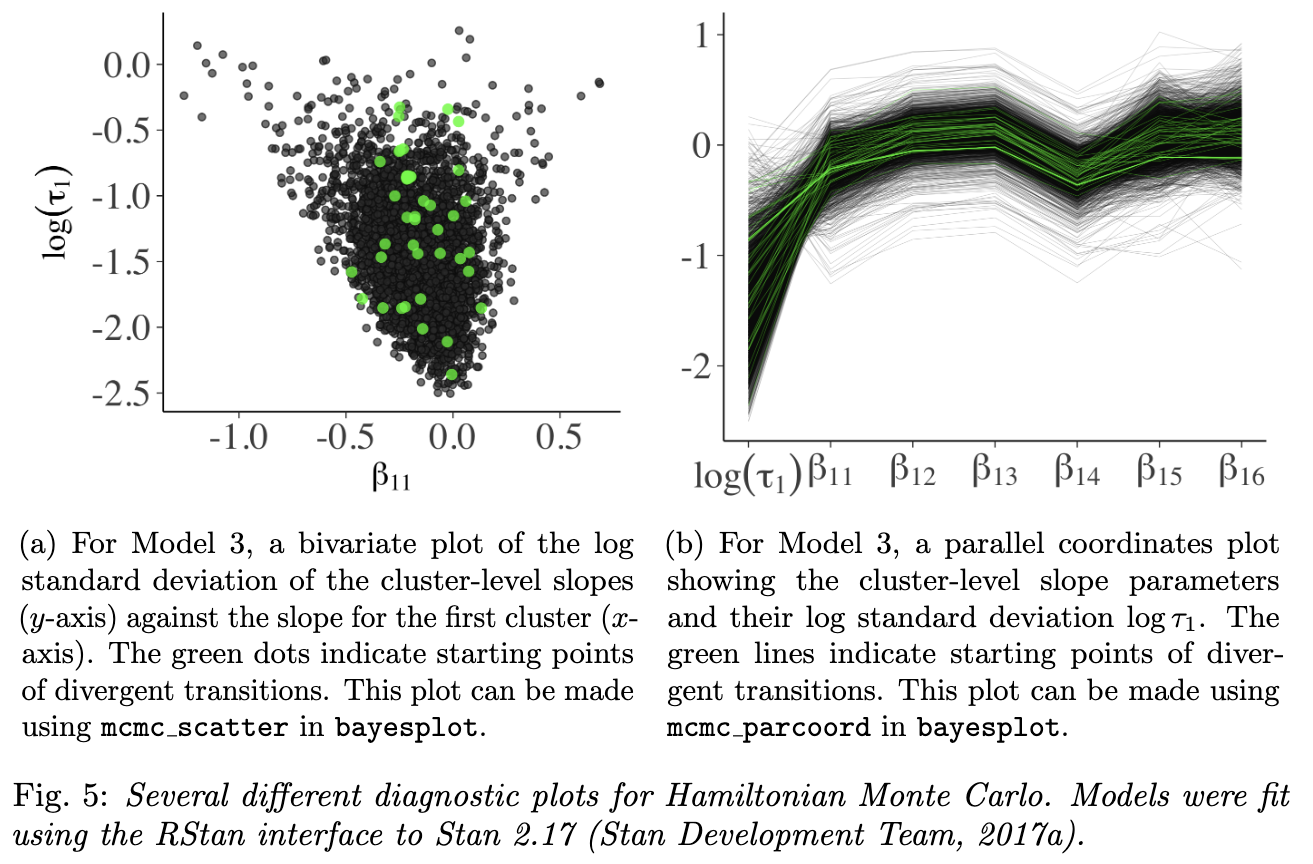 0.0
-0.5
-1.0
-1.5
-2.0
-2.5
log(τ1)
-1.0 -0.5 0.0 0.5
β11
1
0
-1
-2
log(τ1) β11 β12 β13 β14 β15 β16
(a) For Model 3, a bivariate plot of the log
standard deviation of the cluster-level slopes
(y-axis) against the slope for the first cluster (x-
axis). The green dots indicate starting points
of divergent transitions. This plot can be made
using mcmc_scatter in bayesplot.
(b) For Model 3, a parallel coordinates plot
showing the cluster-level slope parameters
and their log standard deviation log τ1. The
green lines indicate starting points of diver-
gent transitions. This plot can be made using
mcmc_parcoord in bayesplot.
Fig. 5: Several different diagnostic plots for Hamiltonian Monte Carlo. Models were fit
using the RStan interface to Stan 2.17 (Stan Development Team, 2017a).